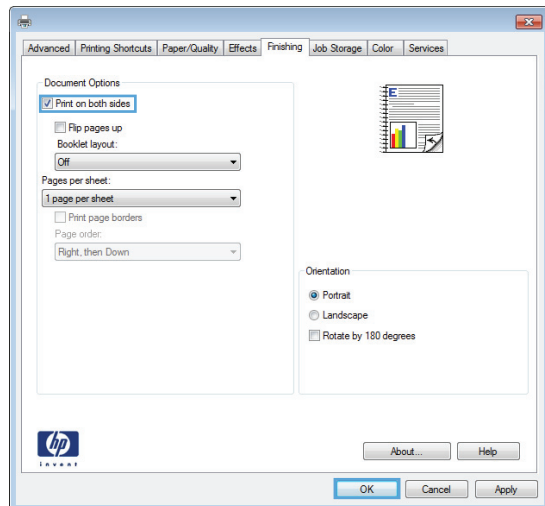 Advanced Printing Shortcuts Paper/Quality Effects Finishing Job Storage Color Services
Document Options
Print on both sides
Flip pages up
Booklet layout:
Off
Pages per sheet:
1 page per sheet
Print page borders
Page order:
Right, then Down
E
Orientation
Portrait
Landscape
Rotate by 180 degrees
hp
invent
About... Help
OK Cancel Apply